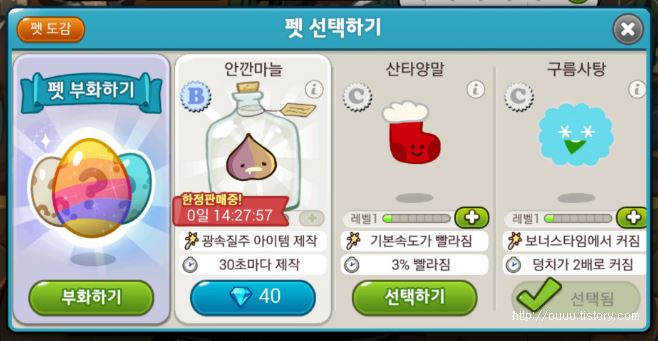 펫 도감
펫 선택하기
펫 부화하기
?
부화하기
안깐마늘
B
i
한정판매중!
0일 14:27:57
광속질주 아이템 제작
30초마다 제작
40
산타양말
C
i
레벨1
기본속도가 빨라짐
3% 빨라짐
선택하기
구름사탕
C
i
레벨1
보너스타임에서 커짐
덩치가 2배로 커짐
선택됨
http://ouuu.tistory.com